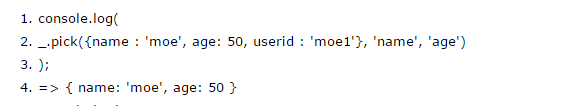 1. console.log(
2. _.pick({name : 'moe', age: 50, userid : 'moe1'}, 'name', 'age')
3. );
4. => { name: 'moe', age: 50 }